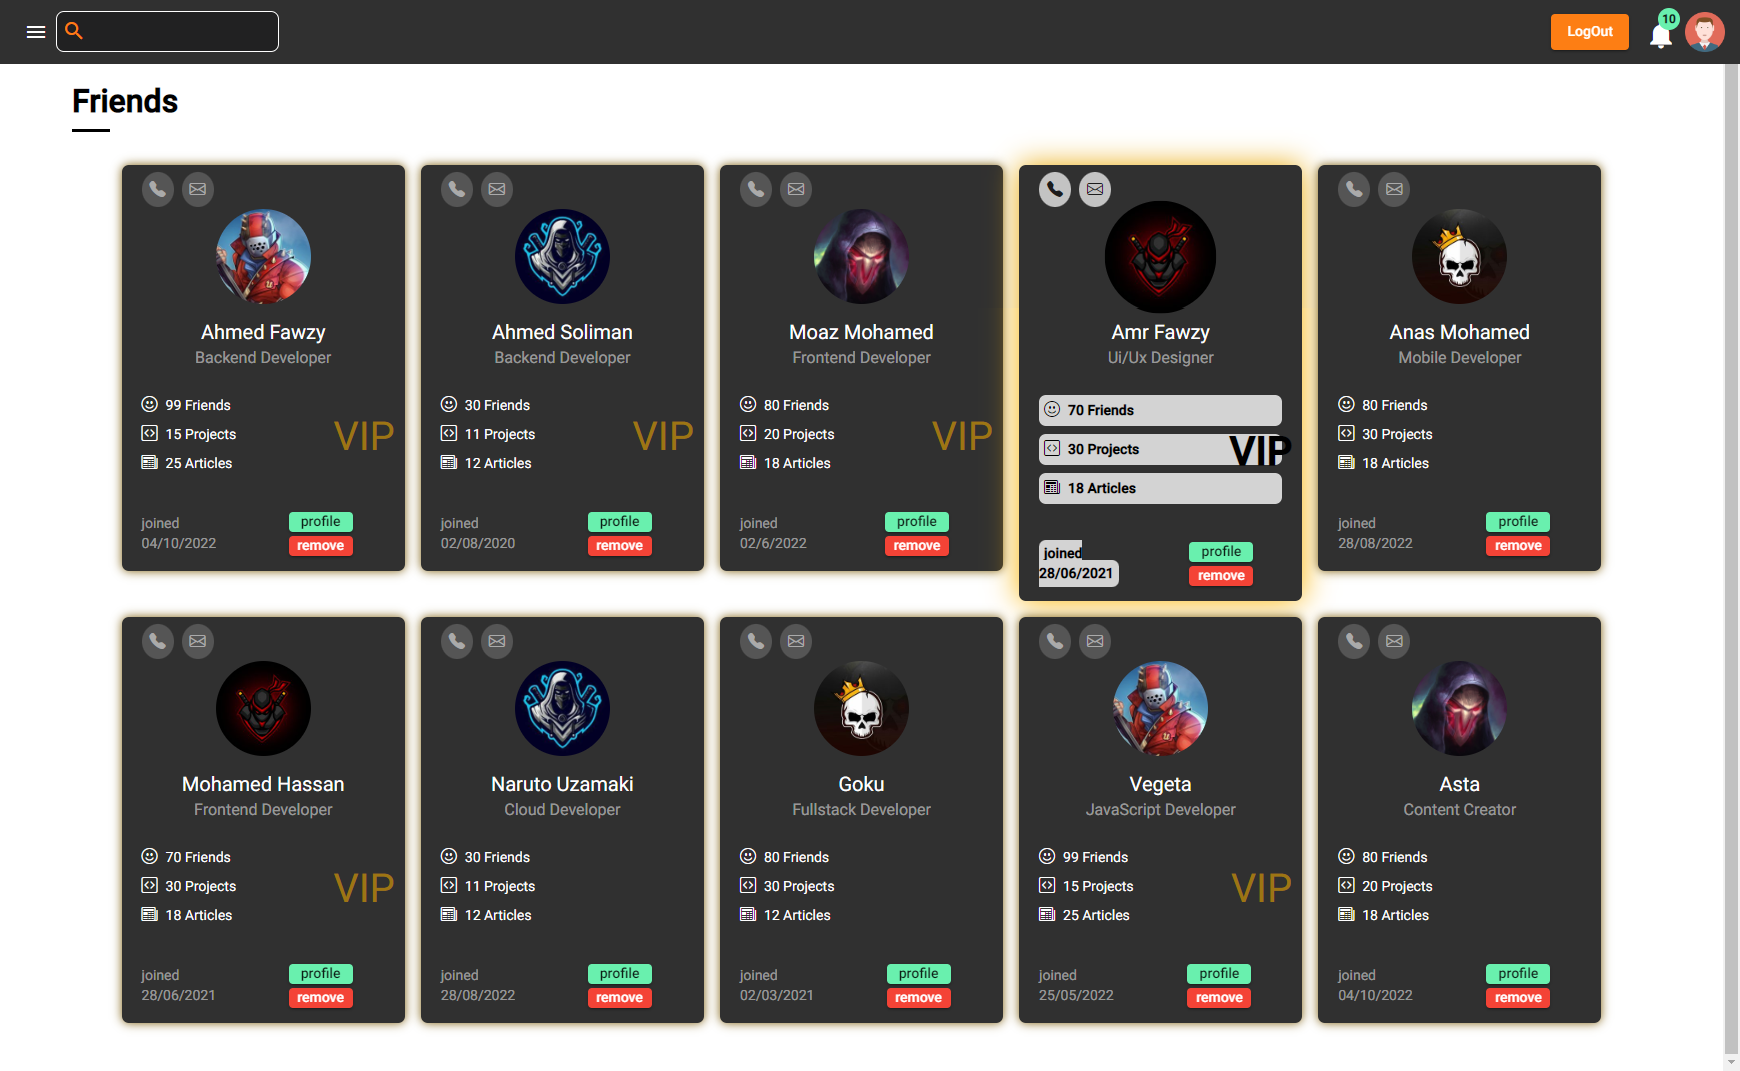 LogOut
10
Friends
Ahmed Fawzy
Backend Developer
99 Friends
15 Projects
VIP
25 Articles
joined
04/10/2022
profile
remove
Ahmed Soliman
Backend Developer
30 Friends
11 Projects
VIP
12 Articles
joined
02/08/2020
profile
remove
Moaz Mohamed
Frontend Developer
80 Friends
20 Projects
VIP
18 Articles
joined
02/6/2022
profile
remove
Amr Fawzy
Ui/Ux Designer
70 Friends
30 Projects
VIP
18 Articles
joined
28/06/2021
profile
remove
Anas Mohamed
Mobile Developer
80 Friends
30 Projects
18 Articles
joined
28/08/2022
profile
remove
Mohamed Hassan
Frontend Developer
70 Friends
30 Projects
VIP
18 Articles
joined
28/06/2021
profile
remove
Naruto Uzamaki
Cloud Developer
30 Friends
11 Projects
12 Articles
joined
28/08/2022
profile
remove
Goku
Fullstack Developer
80 Friends
30 Projects
12 Articles
joined
02/03/2021
profile
remove
Vegeta
JavaScript Developer
99 Friends
15 Projects
VIP
25 Articles
joined
25/05/2022
profile
remove
Asta
Content Creator
80 Friends
20 Projects
18 Articles
joined
04/10/2022
profile
remove